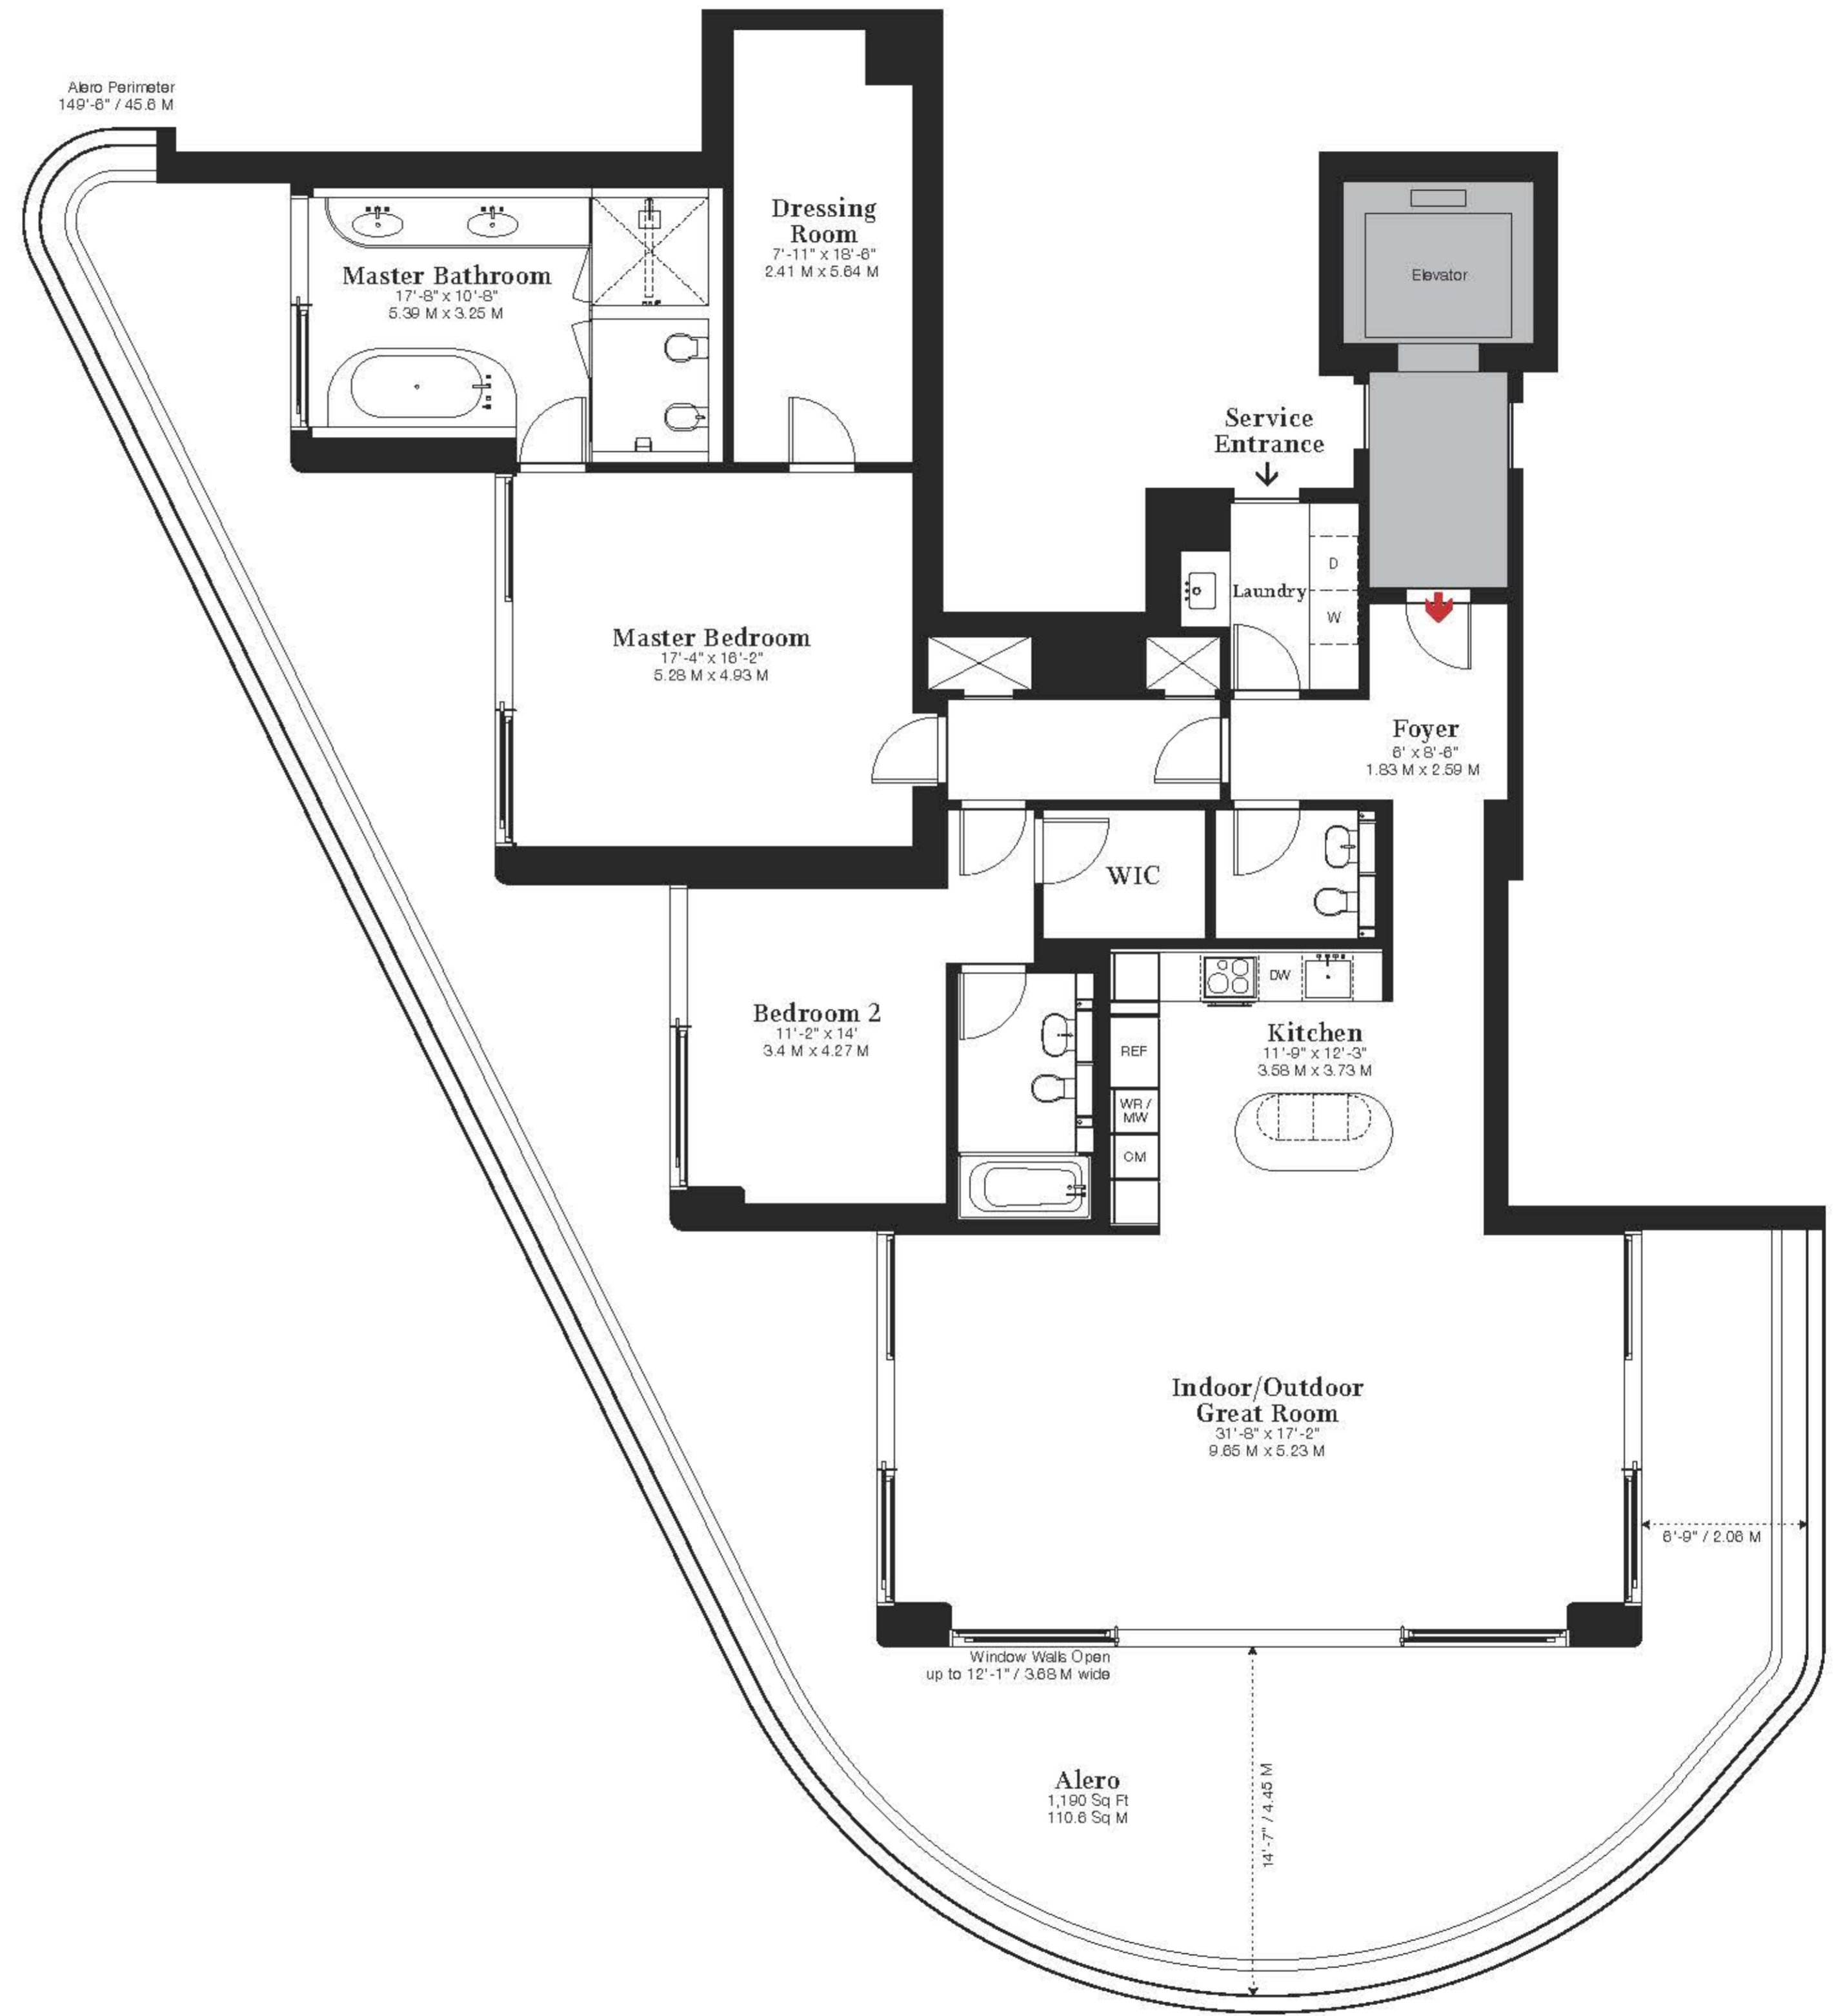 Alero Perimeter
149'-6" / 45.6 M
Dressing
Room
7'-11" x 18'-6"
2.41 M x 5.64 M
Master Bathroom
17'-8" x 10'-8"
5.39 M x 3.25 M
Elevator
Service
Entrance
D
Laundry
W
Master Bedroom
17'-4" x 16'-2"
5.28 M x 4.93 M
Foyer
6' x 8'-6"
1.83 M x 2.59 M
WIC
DW
Bedroom 2
11'-2" x 14'
3.4 M x 4.27 M
Kitchen
11'-9" x 12'-3"
3.58 M x 3.73 M
REF
WR /
MW
CM
Indoor/Outdoor
Great Room
31'-8" x 17'-2"
9.65 M x 5.23 M
6'-9" / 2.06 M
Window Walls Open
up to 12'-1" / 3.68 M wide
Alero
1,190 Sq Ft
110.6 Sq M
14'-7" / 4.45 M